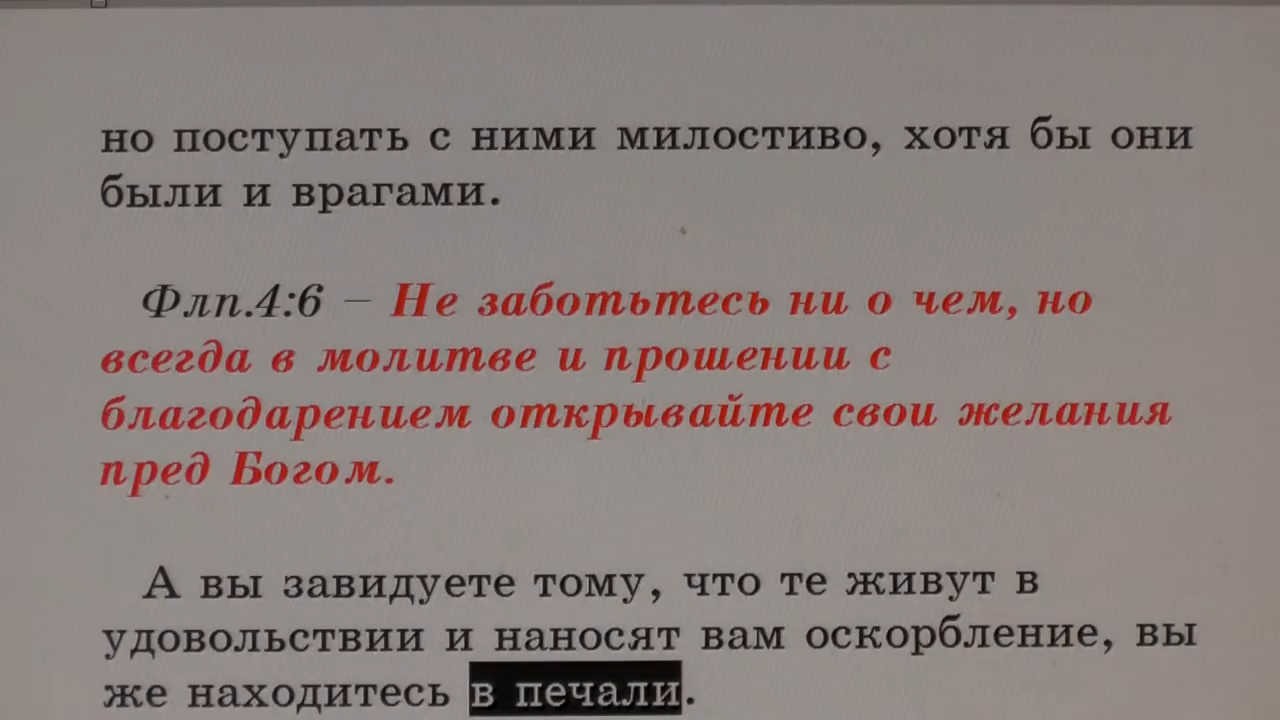 но поступать с ними милостиво, хотя бы они
были и врагами.
Флп.4:6 – Не заботьтесь ни о чем, но
всегда в молитве и прошении с
благодарением открывайте свои желания
пред Богом.
А вы завидуете тому, что те живут в
удовольствии и наносят вам оскорбление, вы
же находитесь в печали.